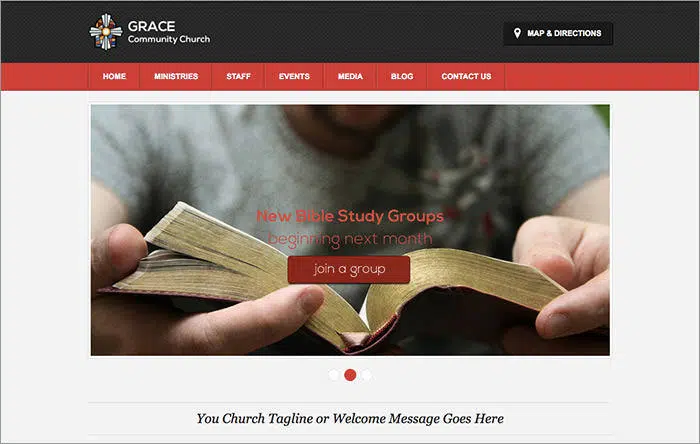 GRACE
Community Church
MAP & DIRECTIONS
HOME MINISTRIES STAFF EVENTS MEDIA BLOG CONTACT US
New Bible Study Groups
beginning next month
join a group
You Church Tagline or Welcome Message Goes Here